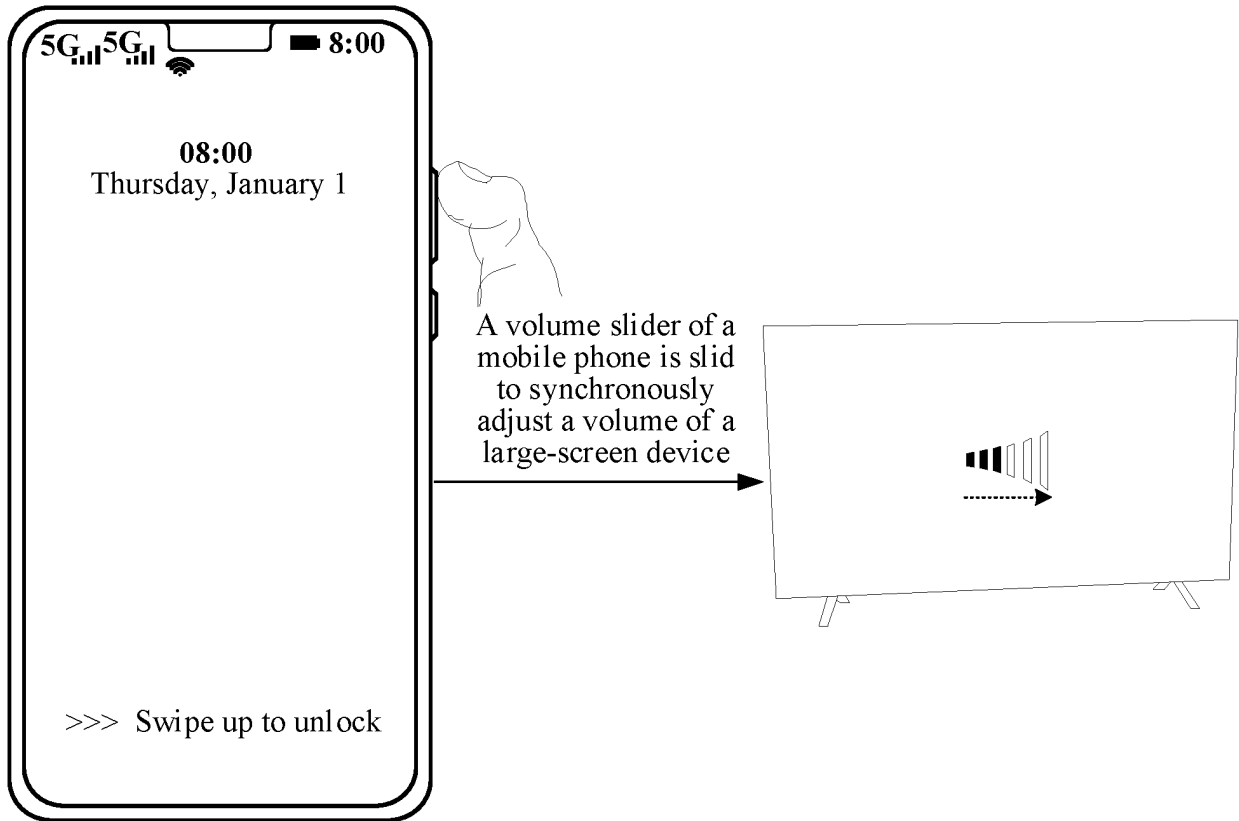 5G 5G 8:00
08:00
Thursday, January 1
A volume slider of a
mobile phone is slid
to synchronously
adjust a volume of a
large-screen device
>>> Swipe up to unlock